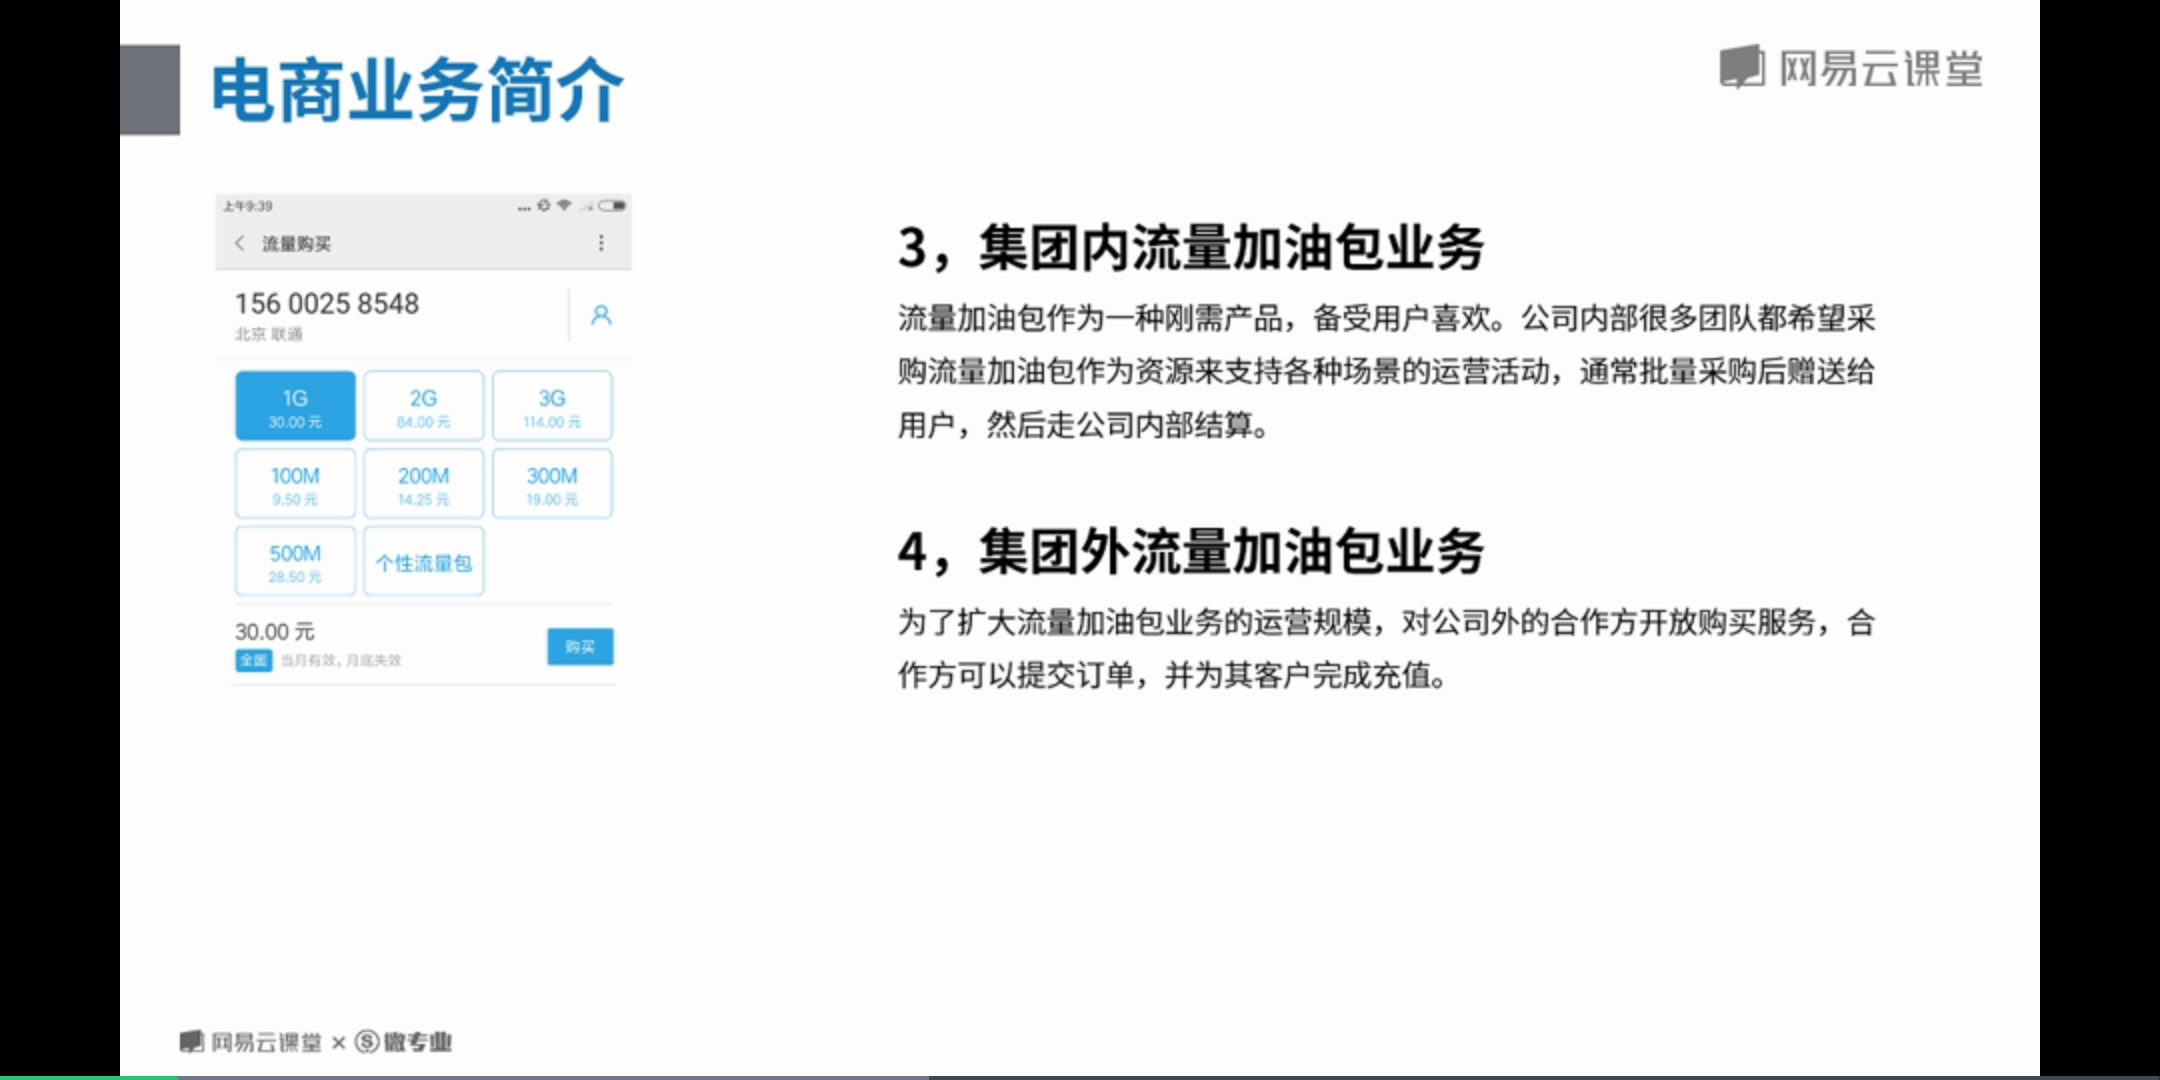 电商业务简介
网易云课堂
上午9:39
流量购买
156 0025 8548
北京 联通
1G
30.00 元
2G
84.00 元
3G
114.00 元
100M
9.50 元
200M
14.25 元
300M
19.00 元
500M
28.50 元
个性流量包
30.00 元
全国 当月有效, 月底失效
购买
3，集团内流量加油包业务
流量加油包作为一种刚需产品，备受用户喜欢。公司内部很多团队都希望采
购流量加油包作为资源来支持各种场景的运营活动，通常批量采购后赠送给
用户，然后走公司内部结算。
4，集团外流量加油包业务
为了扩大流量加油包业务的运营规模，对公司外的合作方开放购买服务，合
作方可以提交订单，并为其客户完成充值。
网易云课堂 × 微专业